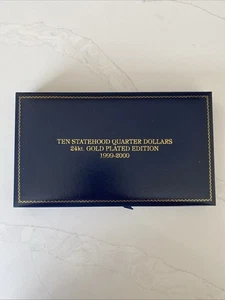 TEN STATEHOOD QUARTER DOLLARS
24kt. GOLD PLATED EDITION
1999-2000